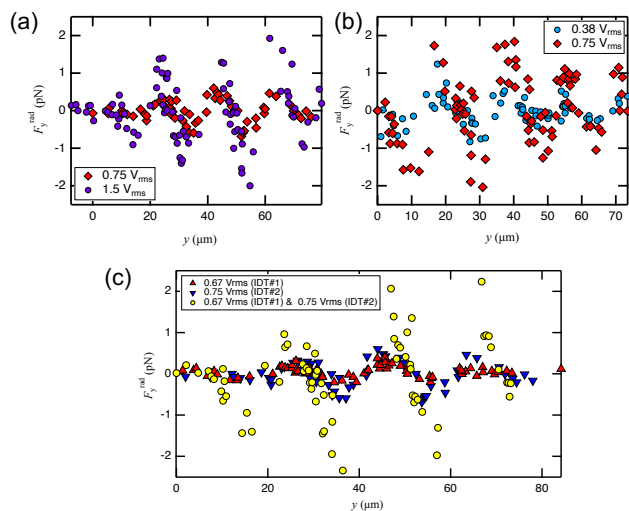 (a)
2
1
0
-1
-2
F_y^rad (pN)
0.75 V_rms
1.5 V_rms
0
20
40
60
y (μm)
(b)
2
1
0
-1
-2
F_y^rad (pN)
0.38 V_rms
0.75 V_rms
0
10
20
30
40
50
60
70
y (μm)
(c)
0.67 Vrms (IDT#1)
0.75 Vrms (IDT#2)
0.67 Vrms (IDT#1) & 0.75 Vrms (IDT#2)
2
1
0
-1
-2
F_y^rad (pN)
0
20
40
60
80
y (μm)